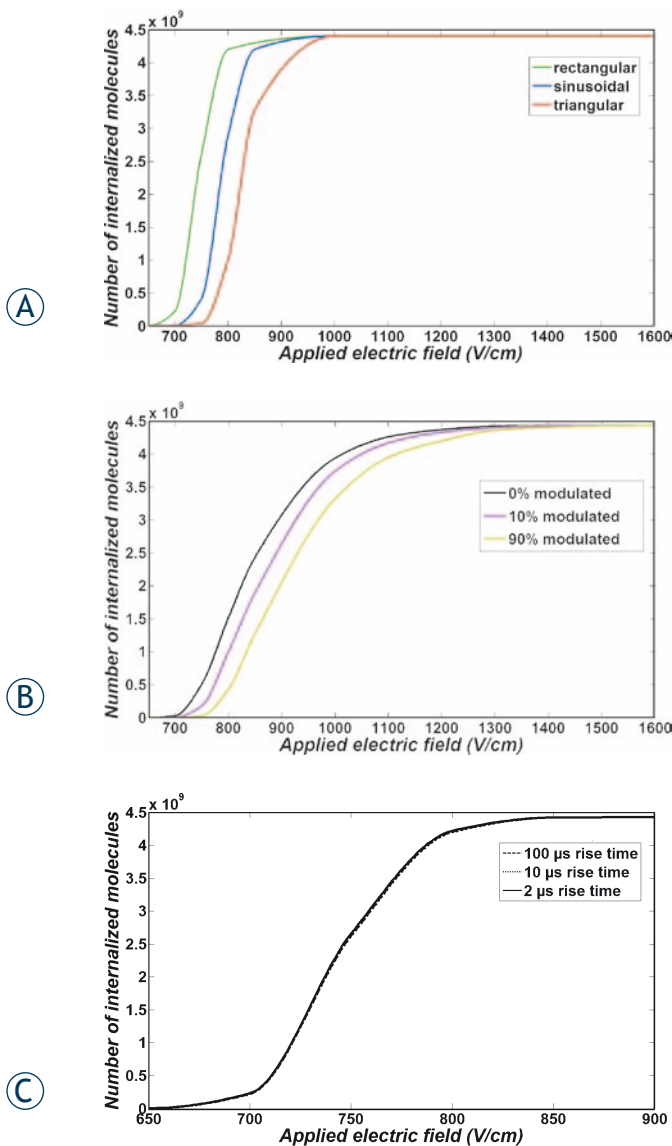 4.5 x 10⁹
4
3.5
3
2.5
2
1.5
1
0.5
0
Number of internalized molecules
rectangular
sinusoidal
triangular
700 800 900 1000 1100 1200 1300 1400 1500 1600
Applied electric field (V/cm)
A
4.5 x 10⁹
4
3.5
3
2.5
2
1.5
1
0.5
0
Number of internalized molecules
0% modulated
10% modulated
90% modulated
700 800 900 1000 1100 1200 1300 1400 1500 1600
Applied electric field (V/cm)
B
4.5 x 10⁹
4
3.5
3
2.5
2
1.5
1
0.5
0
Number of internalized molecules
100 µs rise time
10 µs rise time
2 µs rise time
650 700 750 800 850 900
Applied electric field (V/cm)
C